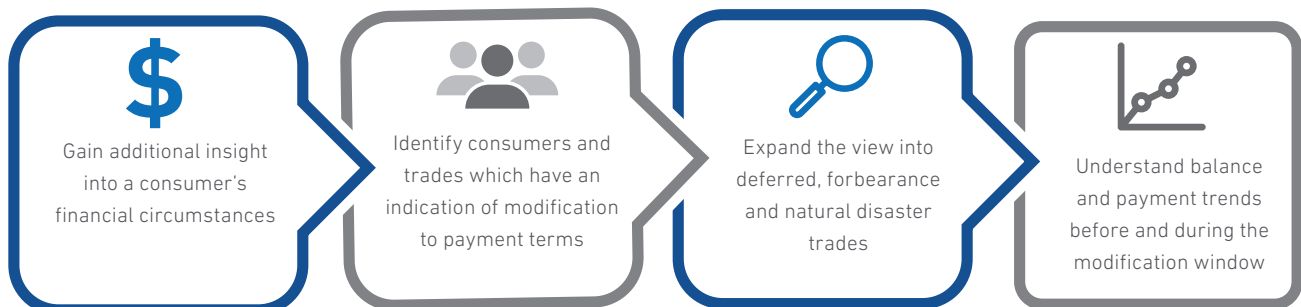 Gain additional insight
into a consumer's
financial circumstances
Identify consumers and
trades which have an
indication of modification
to payment terms
Expand the view into
deferred, forbearance
and natural disaster
trades
Understand balance
and payment trends
before and during the
modification window